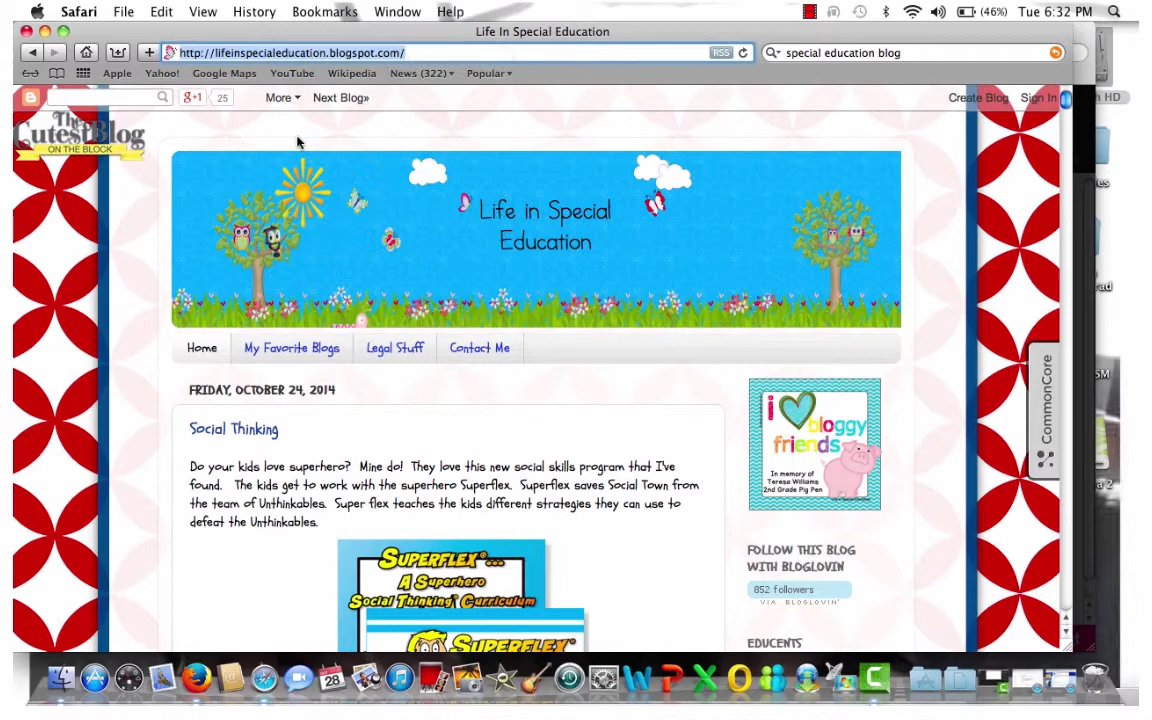 Safari File Edit View History Bookmarks Window Help (46%) Tue 6:32 PM
Life In Special Education
http://lifeinspecialeducation.blogspot.com/ RSS special education blog
Apple Yahoo! Google Maps YouTube Wikipedia News (322) Popular
g+1 25 More Next Blog» Create Blog Sign In
The
CutestBlog
ON THE BLOCK
Life in Special
Education
Home My Favorite Blogs Legal Stuff Contact Me
FRIDAY, OCTOBER 24, 2014
Social Thinking
Do your kids love superhero? Mine do! They love this new social skills program that I've
found. The kids get to work with the superhero Superflex. Superflex saves Social Town from
the team of Unthinkables. Super flex teaches the kids different strategies they can use to
defeat the Unthinkables.
SUPERFLEX®...
A Superhero
Social Thinking Curriculum
SUPERFLEX®
i
bloggy
friends
In memory of
Teresa Williams
2nd Grade Pig Pen
CommonCore
FOLLOW THIS BLOG
WITH BLOGLOVIN
852 followers
VIA BLOGLOVIN'
EDUCENTS
28
W P X O